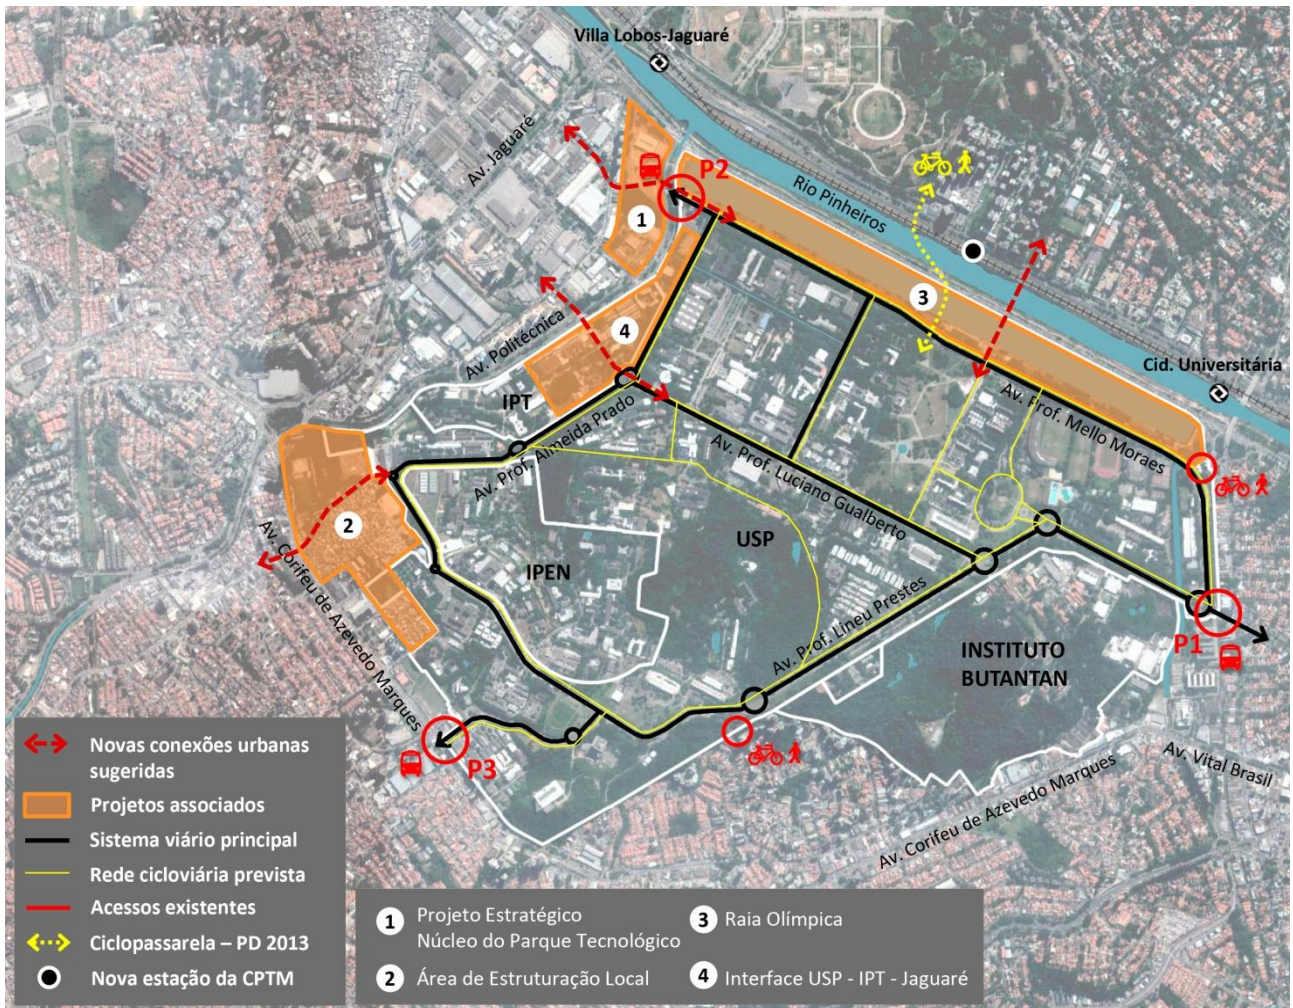 Villa Lobos-Jaguaré
Av. Jaguaré
P2
Rio Pinheiros
1
3
4
Av. Politécnica
Cid. Universitária
IPT
Av. Prof. Almeida Prado
Av. Prof. Mello Moraes
Av. Prof. Luciano Gualberto
2
USP
IPEN
Av. Corifeu de Azevedo Marques
Av. Prof. Lineu Prestes
INSTITUTO
BUTANTAN
P1
P3
Av. Vital Brasil
Av. Corifeu de Azevedo Marques
Novas conexões urbanas
sugeridas
Projetos associados
Sistema viário principal
Rede cicloviária prevista
Acessos existentes
Ciclopassarela – PD 2013
Nova estação da CPTM
1 Projeto Estratégico
Núcleo do Parque Tecnológico
2 Área de Estruturação Local
3 Raia Olímpica
4 Interface USP - IPT - Jaguaré